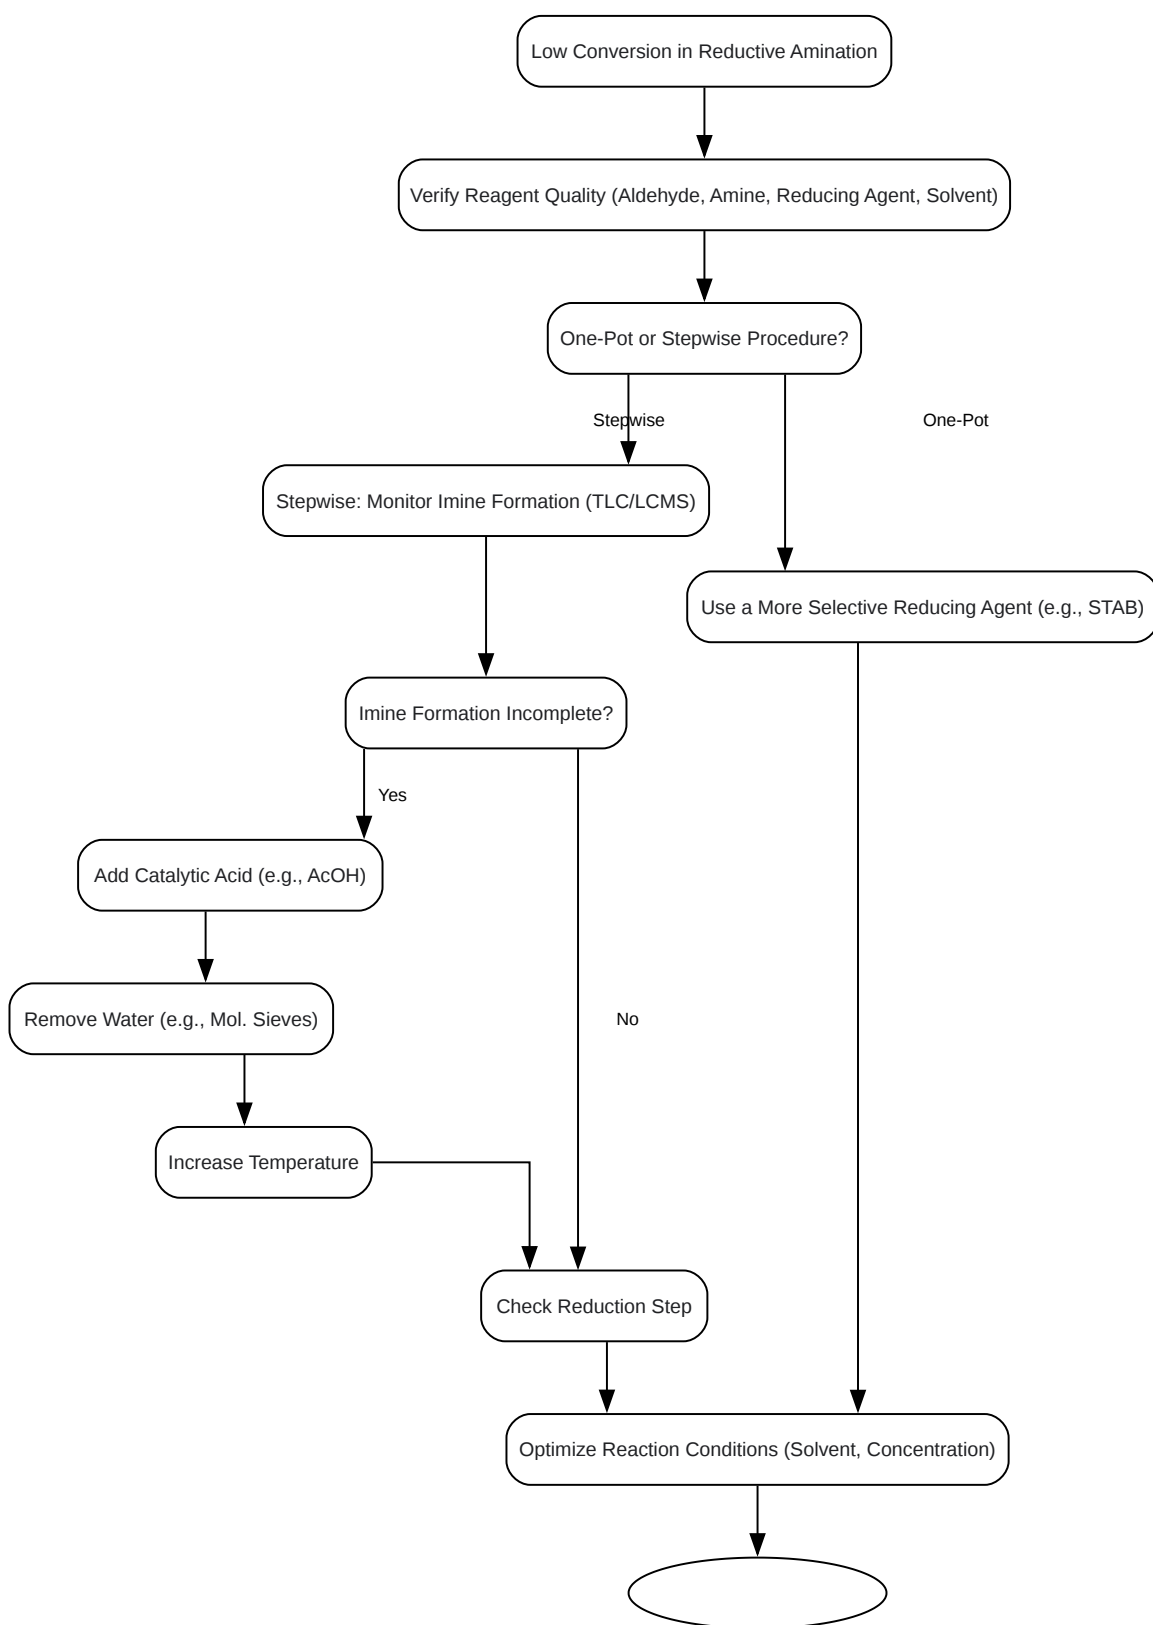 Low Conversion in Reductive Amination
Verify Reagent Quality (Aldehyde, Amine, Reducing Agent, Solvent)
One-Pot or Stepwise Procedure?
Stepwise
One-Pot
Stepwise: Monitor Imine Formation (TLC/LCMS)
Use a More Selective Reducing Agent (e.g., STAB)
Imine Formation Incomplete?
Yes
Add Catalytic Acid (e.g., AcOH)
Remove Water (e.g., Mol. Sieves)
No
Increase Temperature
Check Reduction Step
Optimize Reaction Conditions (Solvent, Concentration)